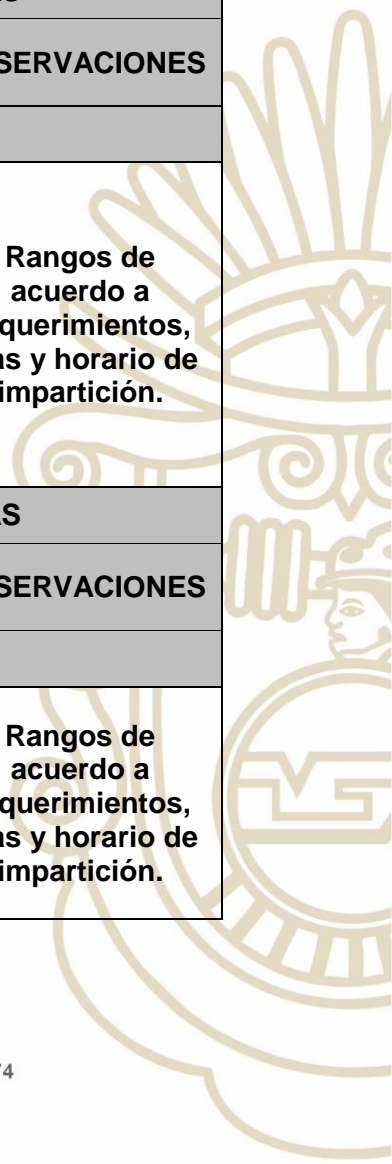 SERVACIONES
Rangos de
acuerdo a
querimientos,
as y horario de
impartición.
AS
SERVACIONES
Rangos de
acuerdo a
querimientos,
as y horario de
impartición.
74